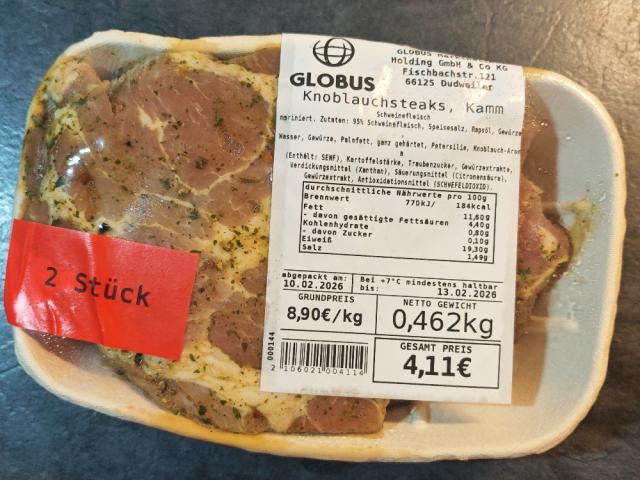 GLOBUS
Holding GmbH & Co KG
Fischbachstr.121
66125 Dudweiler
GLOBUS
Knoblauchsteaks, Kamm
Schweinefleisch
mariniert. Zutaten: 95% Schweinefleisch, Speisesalz, Rapsöl, Gewürze
Wasser, Gewürze, Palmfett, ganz gehärtet, Petersilie,
(Enthält: SENF), Kartoffelstärke, Traubenzucker, Gewürzextrakte,
Verdickungsmittel (Xanthan), Säuerungsmittel (Citronensäure),
Gewürzextrakt, Antioxidationsmittel (SCHWEFELDIOXID).
durchschnittliche Nährwerte pro 100g
Brennwert 770kJ/ 184kcal
Fett 11,60g
- davon gesättigte Fettsäuren 4,40g
Kohlenhydrate 0,80g
- davon Zucker 0,10g
Eiweiß 19,30g
Salz 1,49g
abgepackt am:
10.02.2026
Bei +7°C mindestens haltbar
bis: 13.02.2026
GRUNDPREIS
8,90€/kg
NETTO GEWICHT
0,462kg
GESAMT PREIS
4,11€
000144
2 106021 004114
2 Stück